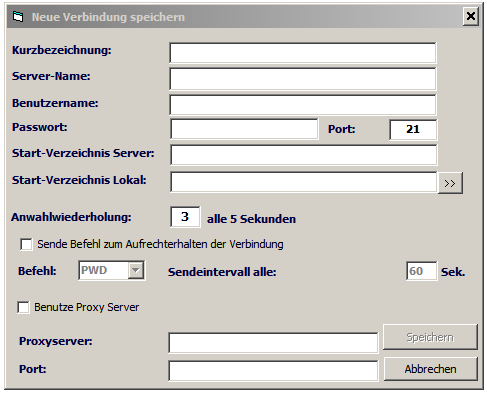 Neue Verbindung speichern
Kurzbezeichnung:
Server-Name:
Benutzername:
Passwort: Port: 21
Start-Verzeichnis Server:
Start-Verzeichnis Lokal: >>
Anwahlwiederholung: 3 alle 5 Sekunden
Sende Befehl zum Aufrechterhalten der Verbindung
Befehl: PWD Sendeintervall alle: 60 Sek.
Benutze Proxy Server
Proxyserver: Speichern
Port: Abbrechen